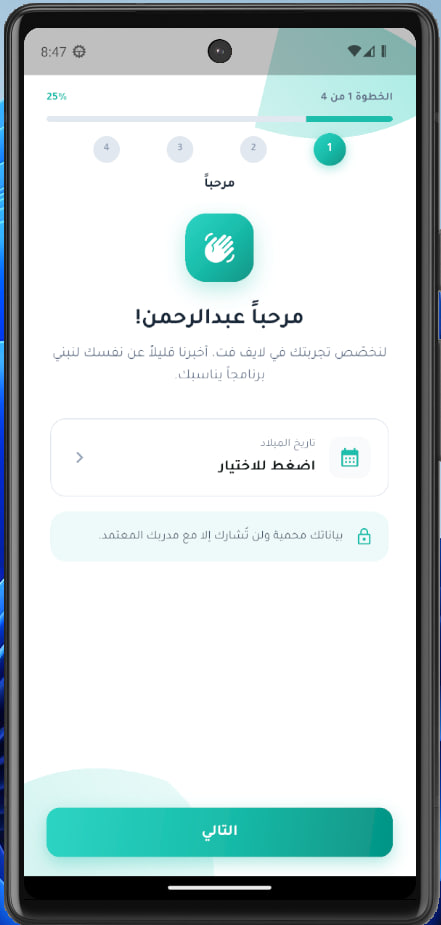 8:47
الخطوة 1 من 4
25%
1
2
3
4
مرحباً
مرحباً عبدالرحمن!
لنخصّص تجربتك في لايف فت. أخبرنا قليلاً عن نفسك لنبني
برنامجاً يناسبك.
تاريخ الميلاد
اضغط للاختيار
بياناتك محمية ولن تُشارك إلا مع مدربك المعتمد.
التالي